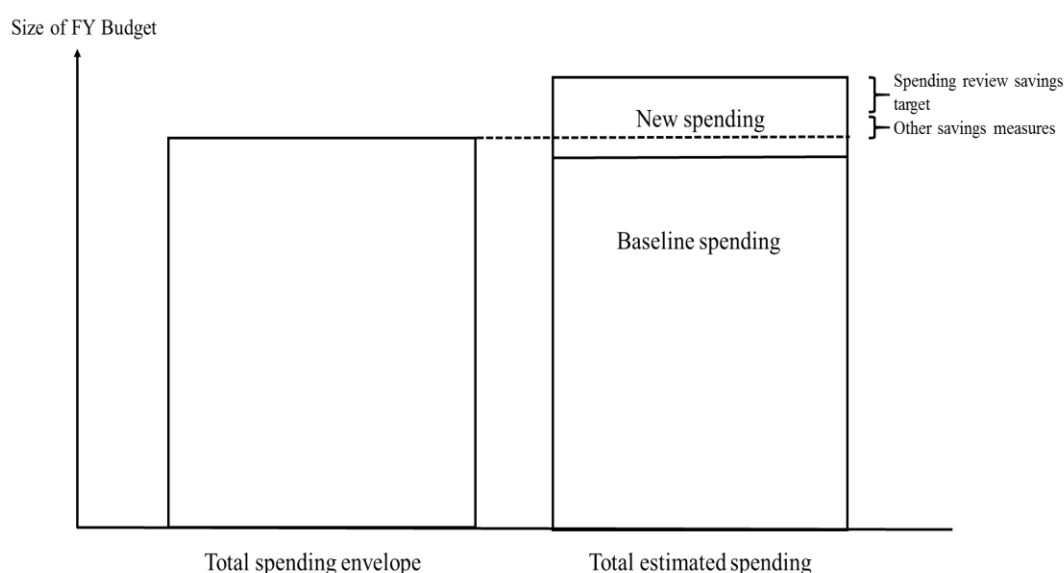 Size of FY Budget
Spending review savings
target
New spending
Other savings measures
Baseline spending
Total spending envelope
Total estimated spending